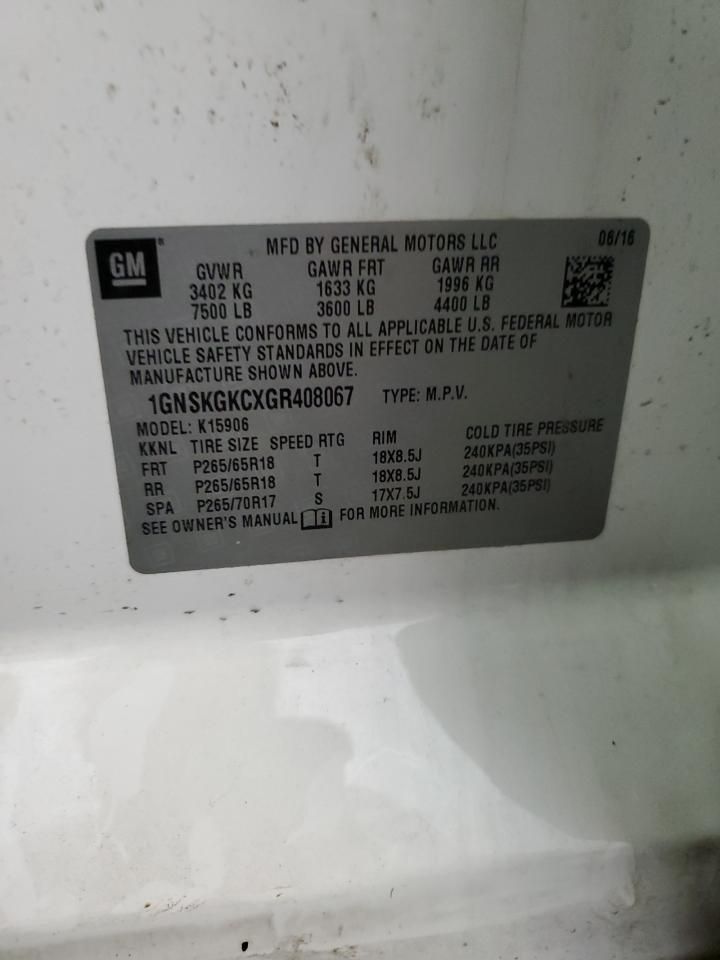 GM ® MFD BY GENERAL MOTORS LLC 06/16
GVWR GAWR FRT GAWR RR
3402 KG 1633 KG 1996 KG
7500 LB 3600 LB 4400 LB
THIS VEHICLE CONFORMS TO ALL APPLICABLE U.S. FEDERAL MOTOR
VEHICLE SAFETY STANDARDS IN EFFECT ON THE DATE OF
MANUFACTURE SHOWN ABOVE.
1GNSKGKCXGR408067 TYPE: M.P.V.
MODEL: K15906
KKNL TIRE SIZE SPEED RTG RIM COLD TIRE PRESSURE
FRT P265/65R18 T 18X8.5J 240KPA(35PSI)
RR P265/65R18 T 18X8.5J 240KPA(35PSI)
SPA P265/70R17 S 17X7.5J 240KPA(35PSI)
SEE OWNER'S MANUAL i FOR MORE INFORMATION.